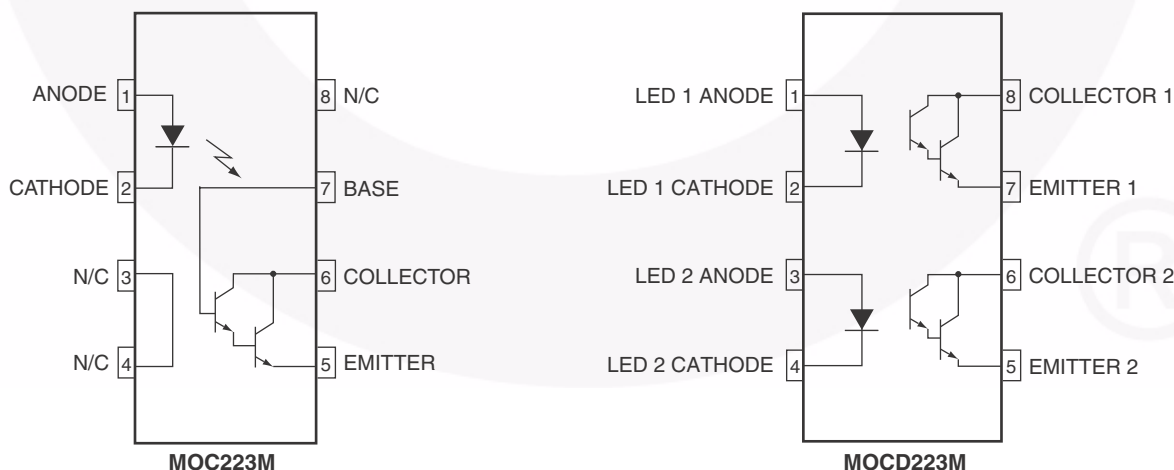 ANODE 1
8 N/C
CATHODE 2
7 BASE
N/C 3
6 COLLECTOR
N/C 4
5 EMITTER
MOC223M
LED 1 ANODE 1
8 COLLECTOR 1
LED 1 CATHODE 2
7 EMITTER 1
LED 2 ANODE 3
6 COLLECTOR 2
LED 2 CATHODE 4
5 EMITTER 2
MOCD223M
®